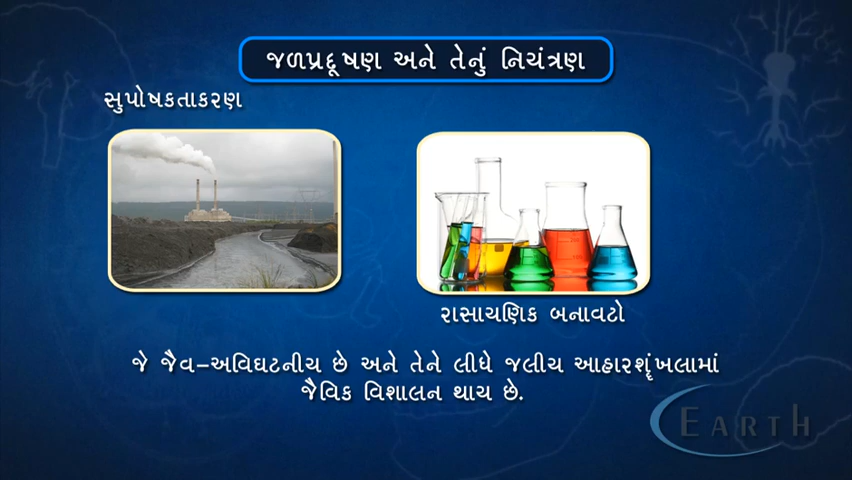 જળપ્રદૂષણ અને તેનું નિયંત્રણ
સુપોષકતાકરણ
રાસાયણિક બનાવટો
જે જૈવ-અવિઘટનીય છે અને તેને લીધે જલીય આહારશૃંખલામાં
જૈવિક વિશાલન થાય છે.
EARTH